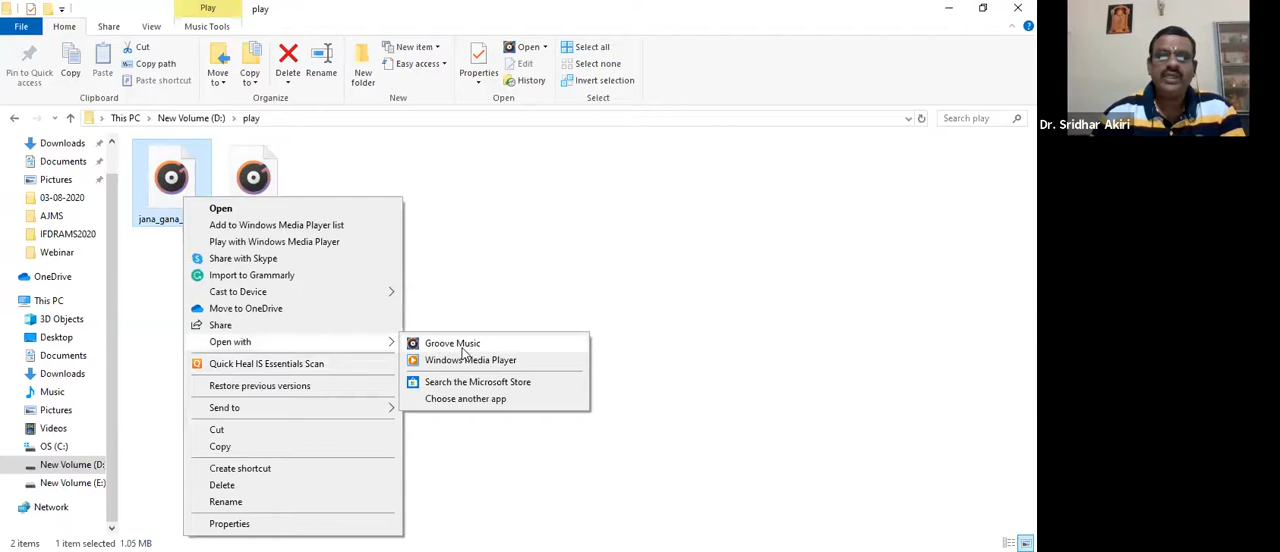 Play
play
File
Home
Share
View
Music Tools
Pin to Quick access
Copy
Paste
Cut
Copy path
Paste shortcut
Clipboard
Move to
Copy to
Delete
Rename
Organize
New folder
New item
Easy access
New
Properties
Open
Edit
History
Open
Select all
Select none
Invert selection
Select
This PC
New Volume (D:)
play
Search play
Downloads
Documents
Pictures
03-08-2020
AJMS
IFDRAMS2020
Webinar
OneDrive
This PC
3D Objects
Desktop
Documents
Downloads
Music
Pictures
Videos
OS (C:)
New Volume (D:
New Volume (E:)
Network
jana_gana_
Open
Add to Windows Media Player list
Play with Windows Media Player
Share with Skype
Import to Grammarly
Cast to Device
Move to OneDrive
Share
Open with
Quick Heal IS Essentials Scan
Restore previous versions
Send to
Cut
Copy
Create shortcut
Delete
Rename
Properties
Groove Music
Windows Media Player
Search the Microsoft Store
Choose another app
2 items
1 item selected 1.05 MB
Dr. Sridhar Akiri